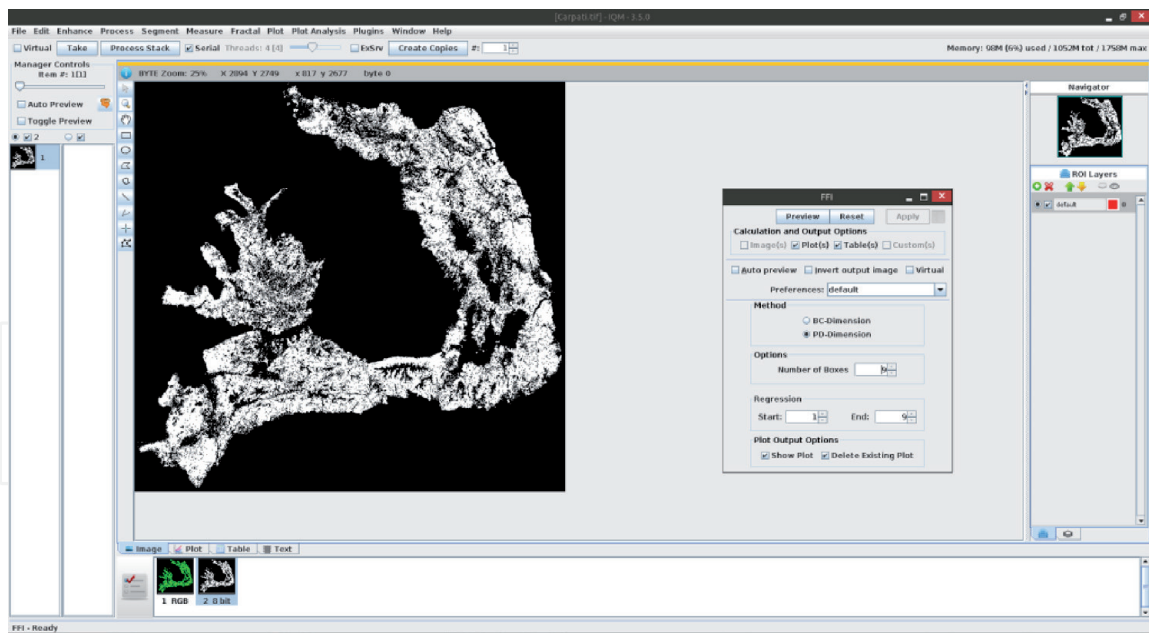 [Carpati.tif] - IQM - 3.5.0
File Edit Enhance Process Segment Measure Fractal Plot Plot Analysis Plugins Window Help
Virtual Take Process Stack Serial Threads: 4 [4] ExSrv Create Copies #: 1 Memory: 98M (6%) used / 1052M tot / 1758M max
Manager Controls
Item #: 1[1]
Auto Preview
Toggle Preview
2
1
BYTE Zoom: 25% X 2094 Y 2749 x 817 y 2677 byte 0
Navigator
ROI Layers
default 0
FFI
Preview Reset Apply
Calculation and Output Options
Image(s) Plot(s) Table(s) Custom(s)
Auto preview Invert output image Virtual
Preferences: default
Method
BC-Dimension
PD-Dimension
Options
Number of Boxes 9
Regression
Start: 1 End: 9
Plot Output Options
Show Plot Delete Existing Plot
Image Plot Table Text
1 RGB 2 8 bit
FFI - Ready